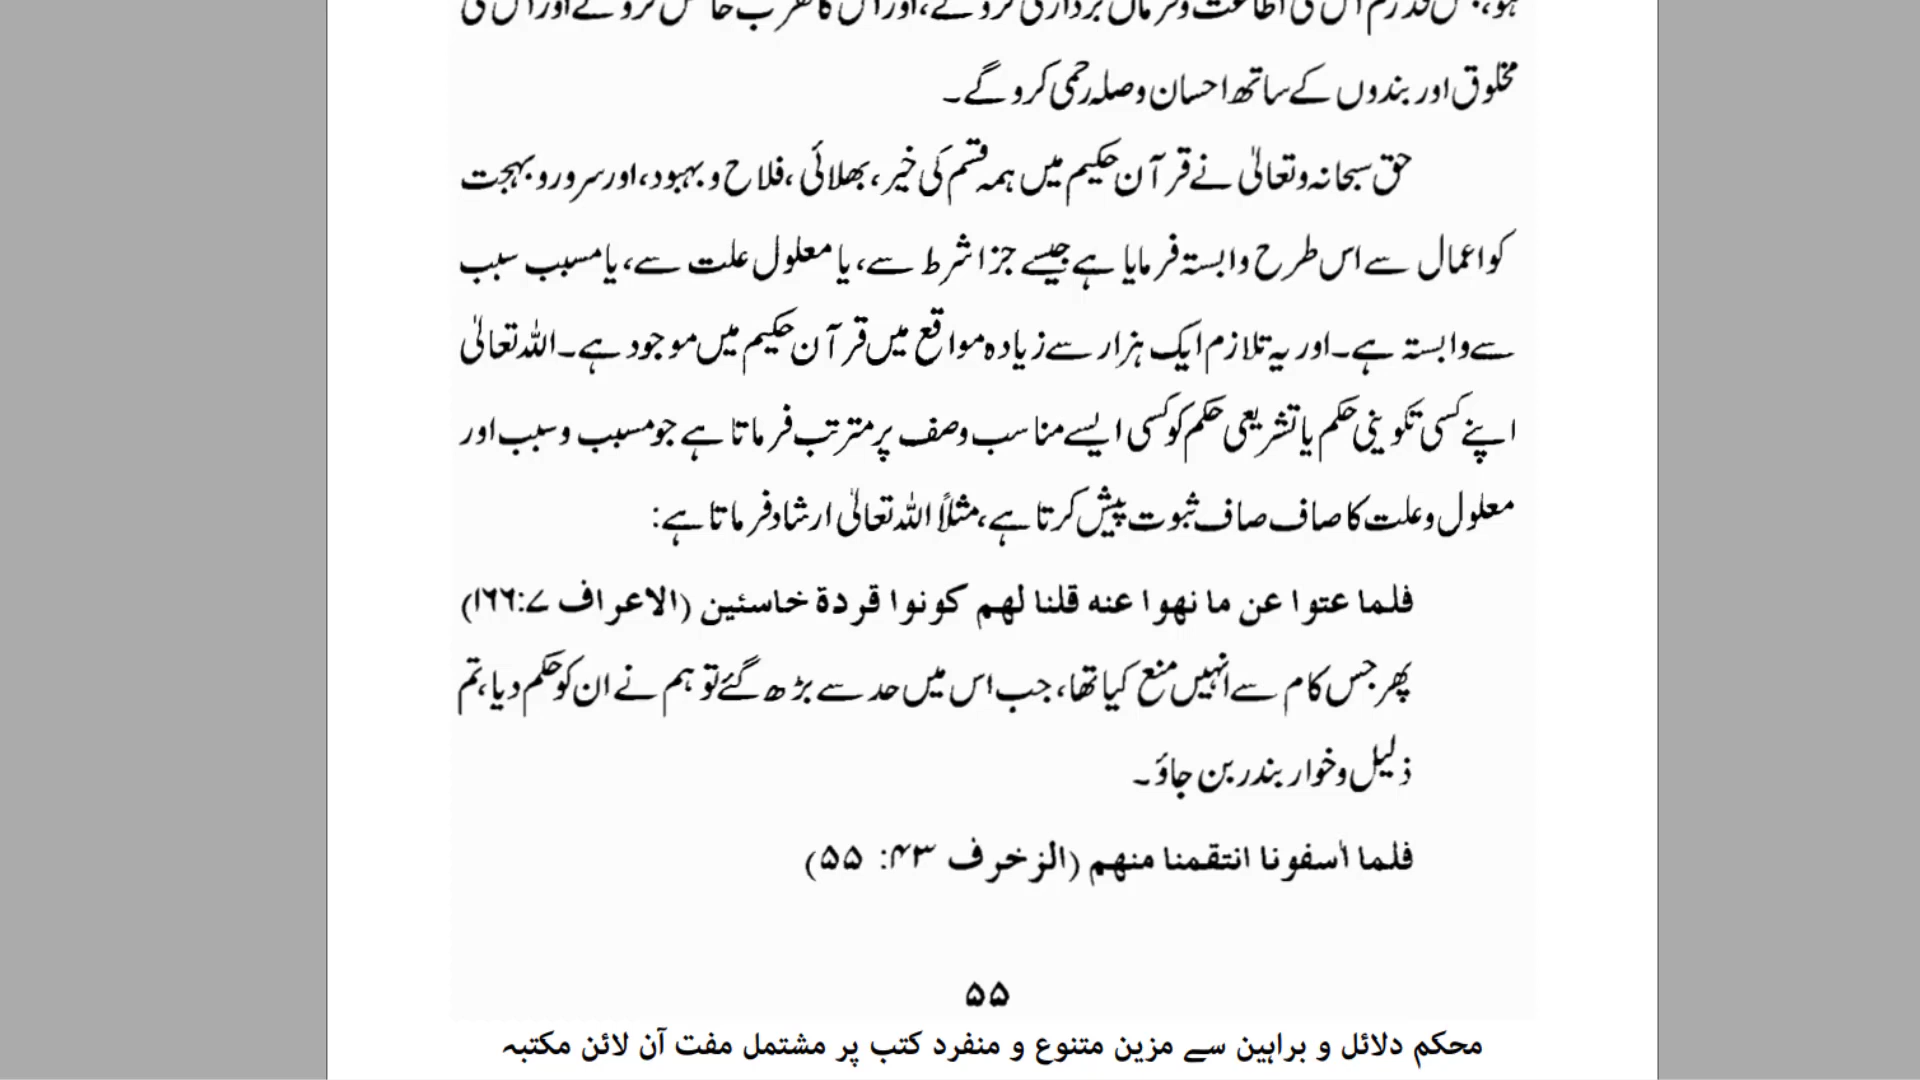 مخلوق اور بندوں کے ساتھ احسان وصلہ رحمی کرو گے۔
حق سبحانہ وتعالیٰ نے قرآن حکیم میں ہمہ قسم کی خیر، بھلائی، فلاح و بہبود، اور سرور و بہجت
کو اعمال سے اس طرح وابستہ فرمایا ہے جیسے جزا شرط سے، یا معلول علت سے، یا مسبب سبب
سے وابستہ ہے۔ اور یہ تلازم ایک ہزار سے زیادہ مواقع میں قرآن حکیم میں موجود ہے۔ اللہ تعالیٰ
اپنے کسی تکوینی حکم یا تشریعی حکم کو کسی ایسے مناسب وصف پر مترتب فرماتا ہے جو مسبب و سبب اور
معلول و علت کا صاف صاف ثبوت پیش کرتا ہے، مثلاً اللہ تعالیٰ ارشاد فرماتا ہے:
فلما عتوا عن ما نهوا عنه قلنا لهم كونوا قردة خاسئين (الاعراف ۷:۱۶۶)
پھر جس کام سے انہیں منع کیا تھا، جب اس میں حد سے بڑھ گئے تو ہم نے ان کو حکم دیا، تم
ذلیل و خوار بندر بن جاؤ۔
فلما اٰسفونا انتقمنا منهم (الزخرف ۴۳: ۵۵)
۵۵
محکم دلائل و براہین سے مزین متنوع و منفرد کتب پر مشتمل مفت آن لائن مکتبہ